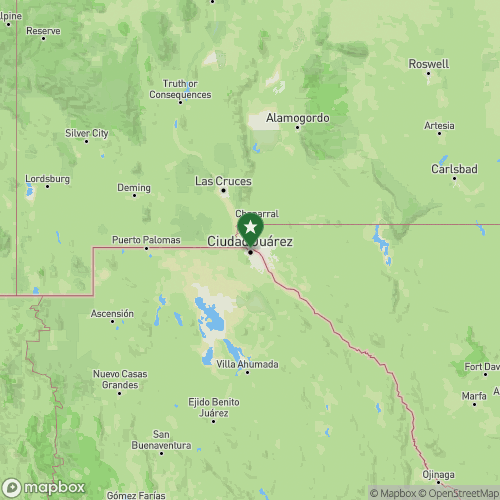 Alpine
Reserve
Roswell
Truth or
Consequences
Alamogordo
Artesia
Silver City
Carlsbad
Lordsburg
Deming
Las Cruces
Chaparral
Puerto Palomas
Ciudad Juárez
Ascensión
Villa Ahumada
Nuevo Casas
Grandes
Fort Dav
Marfa
A
Ejido Benito
Juárez
San
Buenaventura
Ojinaga
Gómez Farías
mapbox
© Mapbox © OpenStreetMap